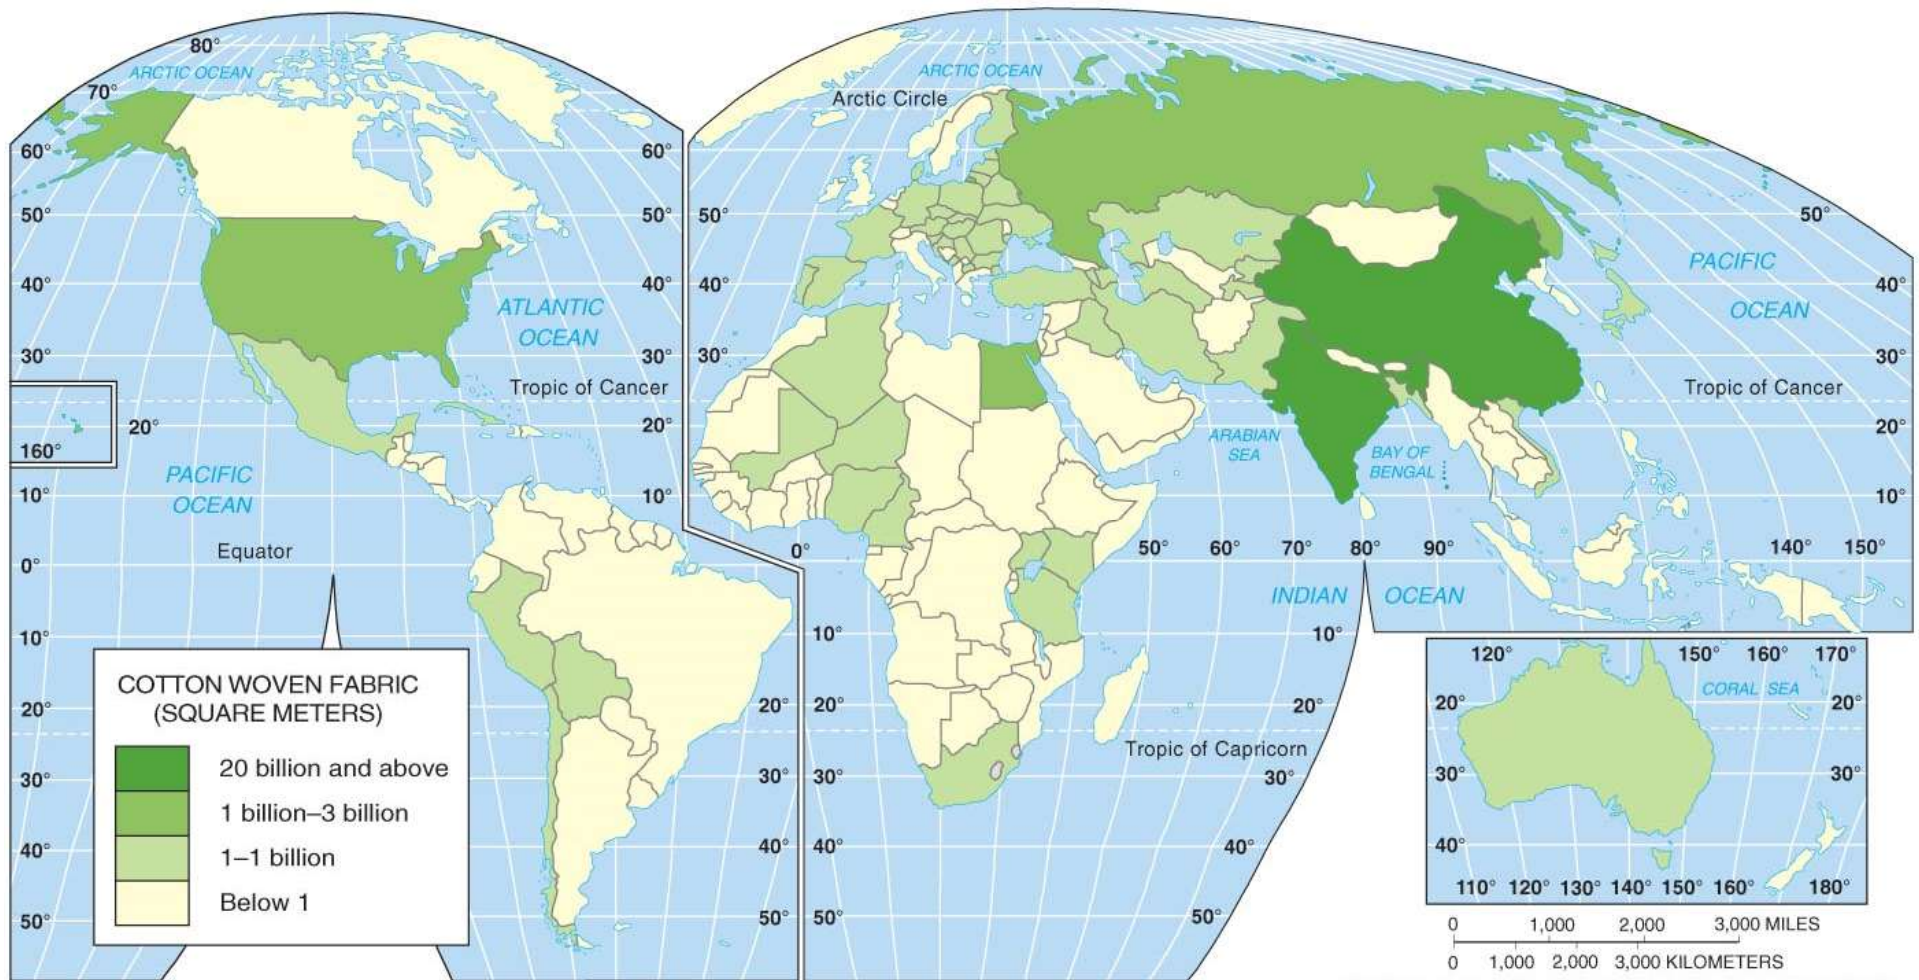 80°
ARCTIC OCEAN
70°
60°
60°
50°
50°
40°
40°
ATLANTIC
OCEAN
30°
30°
Tropic of Cancer
20°
20°
160°
PACIFIC
OCEAN
10°
10°
Equator
0°
10°
20°
20°
30°
30°
40°
40°
50°
50°
COTTON WOVEN FABRIC
(SQUARE METERS)
20 billion and above
1 billion–3 billion
1–1 billion
Below 1
ARCTIC OCEAN
Arctic Circle
50°
50°
40°
40°
PACIFIC
OCEAN
30°
30°
Tropic of Cancer
20°
ARABIAN
SEA
BAY OF
BENGAL
10°
0°
50°
60°
70°
80°
90°
140°
150°
INDIAN OCEAN
10°
10°
20°
20°
Tropic of Capricorn
30°
30°
40°
40°
50°
50°
120°
150°
160°
170°
CORAL SEA
20°
20°
30°
30°
40°
110°
120°
130°
140°
150°
160°
180°
0 1,000 2,000 3,000 MILES
0 1,000 2,000 3,000 KILOMETERS